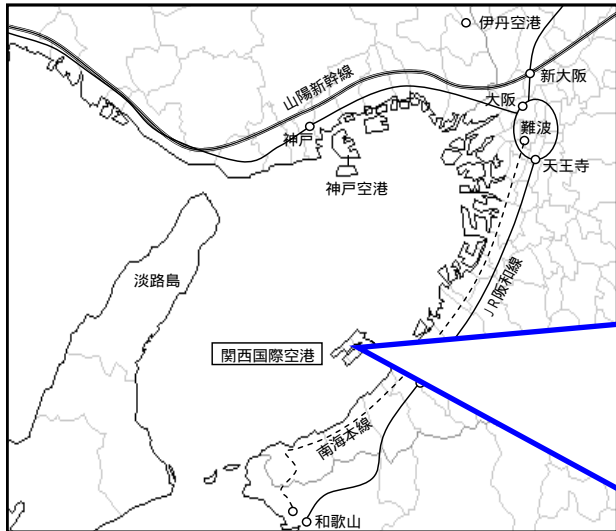 伊丹空港
新大阪
山陽新幹線
大阪
難波
神戸
天王寺
神戸空港
淡路島
JR阪和線
関西国際空港
南海本線
和歌山